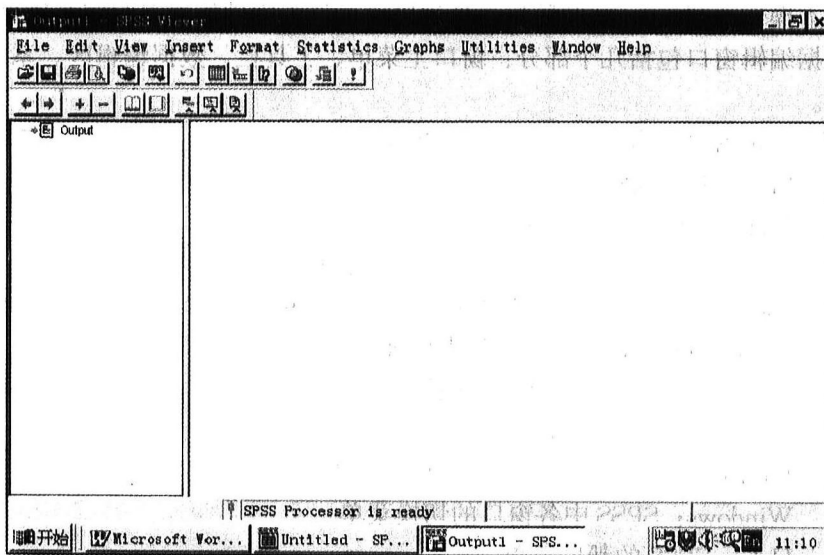 Output1 - SPSS Viewer
File Edit View Insert Format Statistics Graphs Utilities Window Help
Output
SPSS Processor is ready
开始 Microsoft Wor... Untitled - SP... Output1 - SPS... 11:10